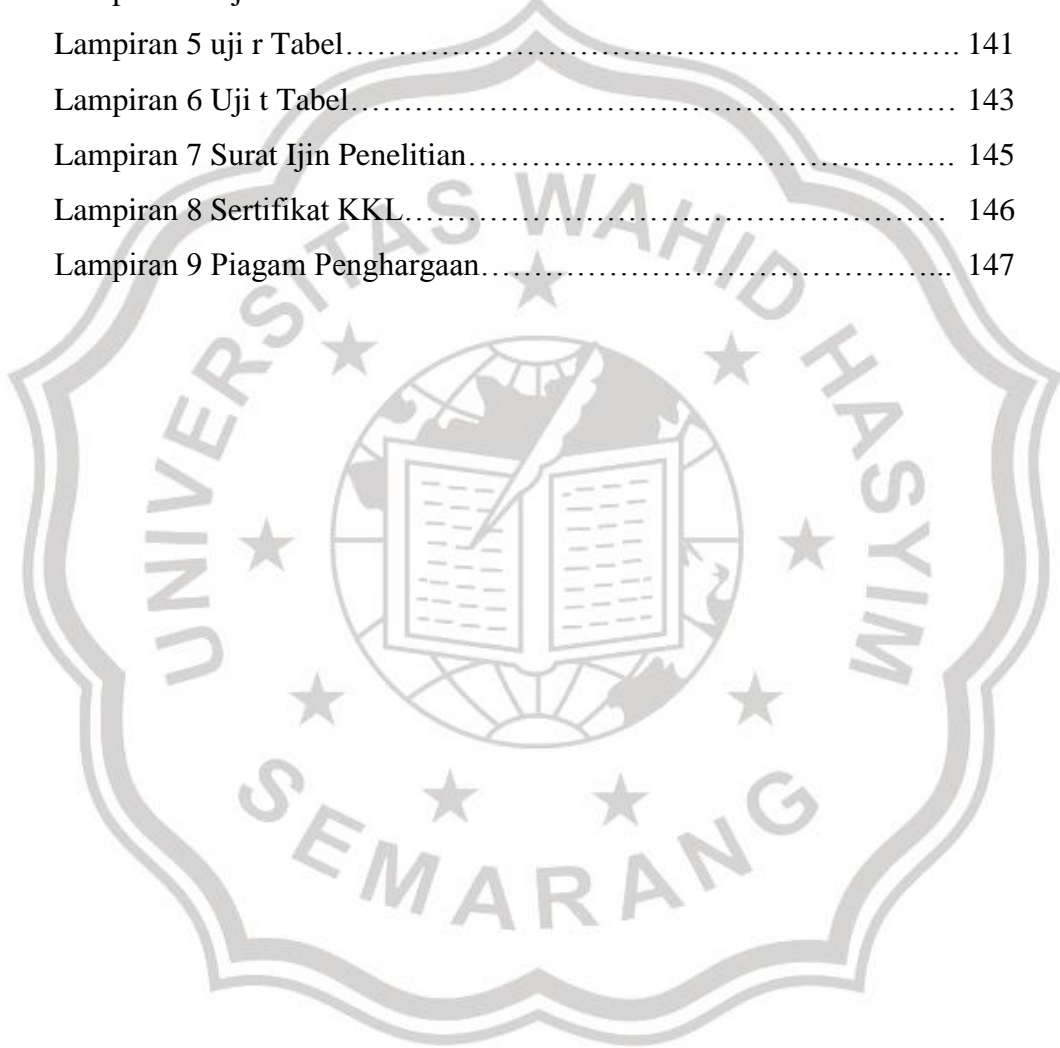 Lampiran 5 uji r Tabel……………………………………………………. 141
Lampiran 6 Uji t Tabel…………………………………………………… 143
Lampiran 7 Surat Ijin Penelitian………………………………………. 145
Lampiran 8 Sertifikat KKL……………………………………………  146
Lampiran 9 Piagam Penghargaan……………………………………….. 147
UNIVERSITAS WAHID HASYIM
SEMARANG